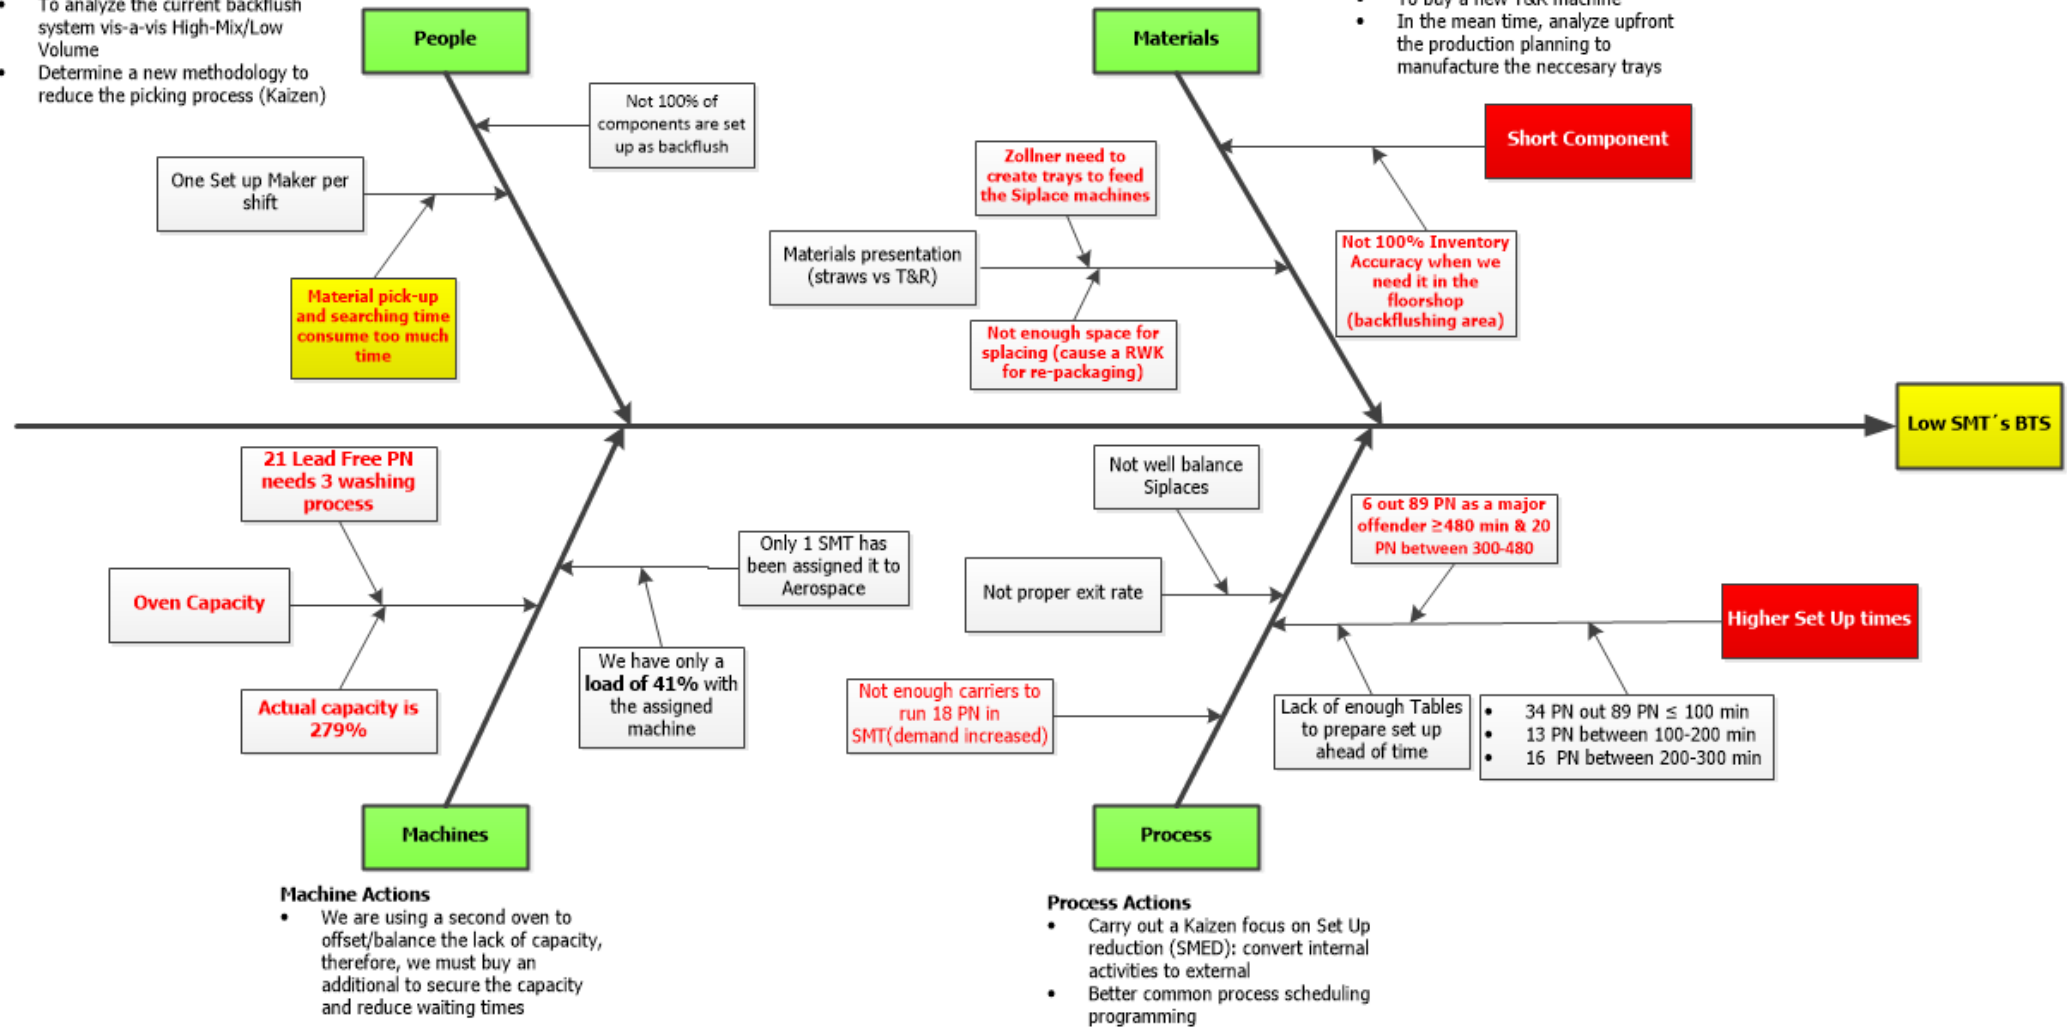 To analyze the current backflush
system vis-a-vis High-Mix/Low
Volume
• Determine a new methodology to
reduce the picking process (Kaizen)
People
Not 100% of
components are set
up as backflush
One Set up Maker per
shift
Material pick-up
and searching time
consume too much
time
Materials
To buy a new T&R machine
• In the mean time, analyze upfront
the production planning to
manufacture the neccesary trays
Short Component
Zollner need to
create trays to feed
the Siplace machines
Materials presentation
(straws vs T&R)
Not enough space for
splacing (cause a RWK
for re-packaging)
Not 100% Inventory
Accuracy when we
need it in the
floorshop
(backflushing area)
Low SMT´s BTS
21 Lead Free PN
needs 3 washing
process
Oven Capacity
Actual capacity is
279%
Only 1 SMT has
been assigned it to
Aerospace
We have only a
load of 41% with
the assigned
machine
Machines
Not well balance
Siplaces
Not proper exit rate
Not enough carriers to
run 18 PN in
SMT(demand increased)
6 out 89 PN as a major
offender ≥480 min & 20
PN between 300-480
Higher Set Up times
Lack of enough Tables
to prepare set up
ahead of time
• 34 PN out 89 PN ≤ 100 min
• 13 PN between 100-200 min
• 16 PN between 200-300 min
Process
Machine Actions
• We are using a second oven to
offset/balance the lack of capacity,
therefore, we must buy an
additional to secure the capacity
and reduce waiting times
Process Actions
• Carry out a Kaizen focus on Set Up
reduction (SMED): convert internal
activities to external
• Better common process scheduling
programming